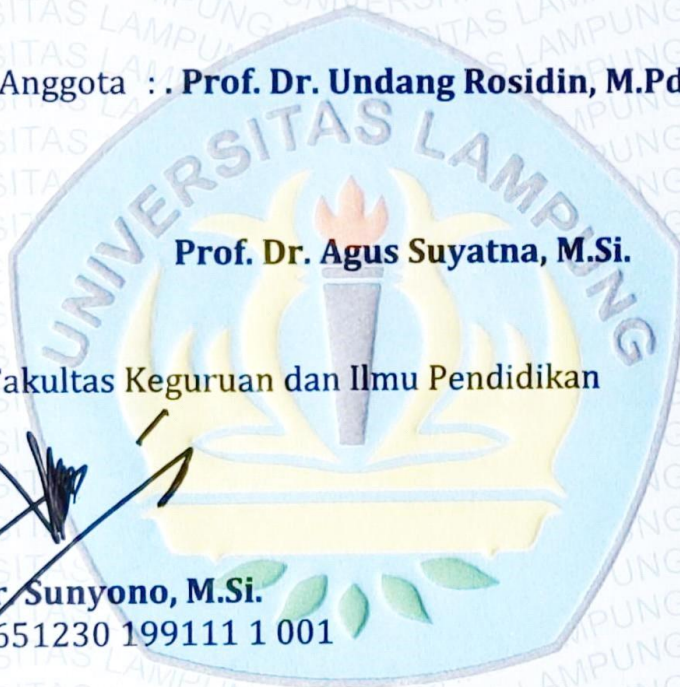 Anggota : . Prof. Dr. Undang Rosidin, M.Pd
UNIVERSITAS LAMPUNG
Prof. Dr. Agus Suyatna, M.Si.
akultas Keguruan dan Ilmu Pendidikan
r. Sunyono, M.Si.
651230 199111 1 001